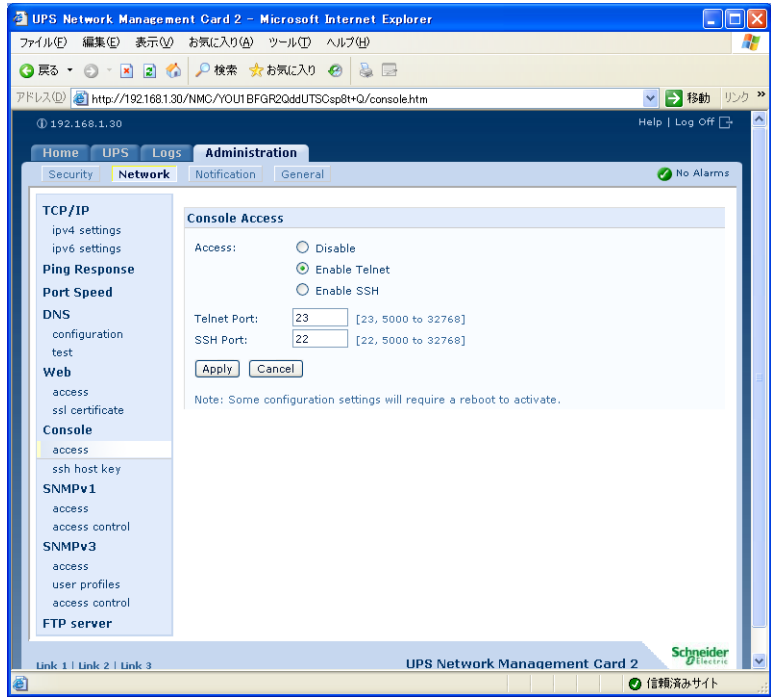 UPS Network Management Card 2 - Microsoft Internet Explorer
ファイル(F) 編集(E) 表示(V) お気に入り(A) ツール(T) ヘルプ(H)
戻る 検索 お気に入り
アドレス(D) http://192.168.1.30/NMC/YOU1BFGR2QddUTSCsp8t+Q/console.htm 移動 リンク »
192.168.1.30 Help | Log Off
Home UPS Logs Administration
Security Network Notification General No Alarms
TCP/IP
ipv4 settings
ipv6 settings
Ping Response
Port Speed
DNS
configuration
test
Web
access
ssl certificate
Console
access
ssh host key
SNMPv1
access
access control
SNMPv3
access
user profiles
access control
FTP server
Console Access
Access: Disable
Enable Telnet
Enable SSH
Telnet Port: 23 [23, 5000 to 32768]
SSH Port: 22 [22, 5000 to 32768]
Apply Cancel
Note: Some configuration settings will require a reboot to activate.
Link 1 | Link 2 | Link 3 UPS Network Management Card 2 Schneider Electric
信頼済みサイト